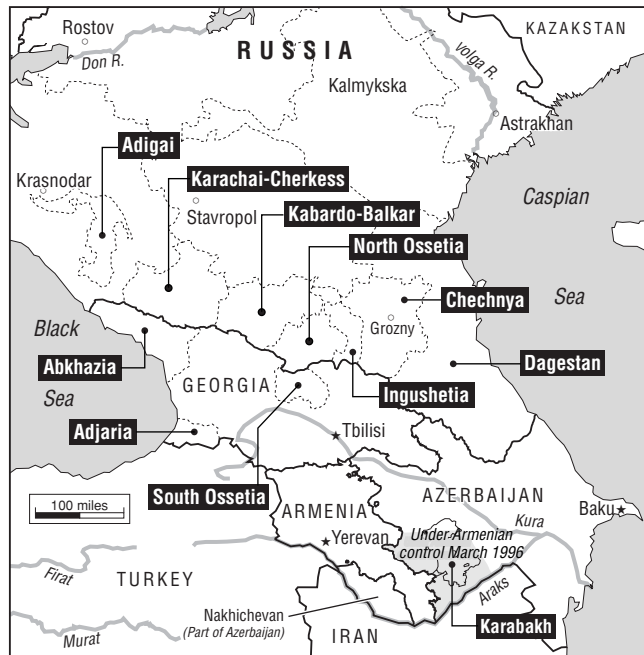 Rostov
Don R.
RUSSIA
KAZAKSTAN
volga R.
Kalmykska
Astrakhan
Adigai
Krasnodar
Karachai-Cherkess
Stavropol
Kabardo-Balkar
Caspian
North Ossetia
Chechnya
Sea
Grozny
Black
Abkhazia
Dagestan
GEORGIA
Ingushetia
Sea
Adjaria
Tbilisi
100 miles
South Ossetia
ARMENIA
AZERBAIJAN
Baku
Yerevan
Under Armenian
control March 1996
Kura
Firat
TURKEY
Araks
Nakhichevan
(Part of Azerbaijan)
Karabakh
Murat
IRAN